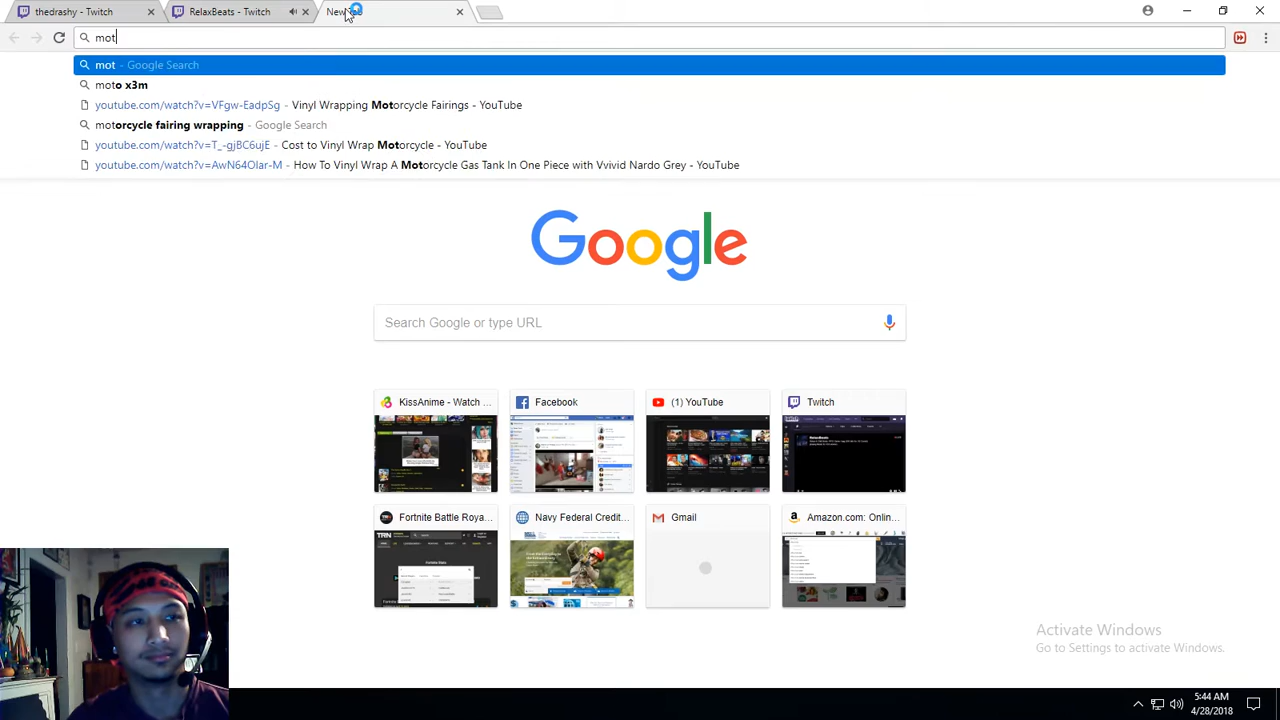 thedrashy - Twitch
RelaxBeats - Twitch
New
mot
mot - Google Search
moto x3m
youtube.com/watch?v=VFgw-EadpSg - Vinyl Wrapping Motorcycle Fairings - YouTube
motorcycle fairing wrapping - Google Search
youtube.com/watch?v=T_-gjBC6ujE - Cost to Vinyl Wrap Motorcycle - YouTube
youtube.com/watch?v=AwN64OIar-M - How To Vinyl Wrap A Motorcycle Gas Tank In One Piece with Vvivid Nardo Grey - YouTube
Google
Search Google or type URL
KissAnime - Watch ...
Facebook
(1) YouTube
Twitch
Fortnite Battle Roya...
Navy Federal Credit...
Gmail
Amazon.com: Onlin...
TRN
Activate Windows
Go to Settings to activate Windows.
5:44 AM
4/28/2018